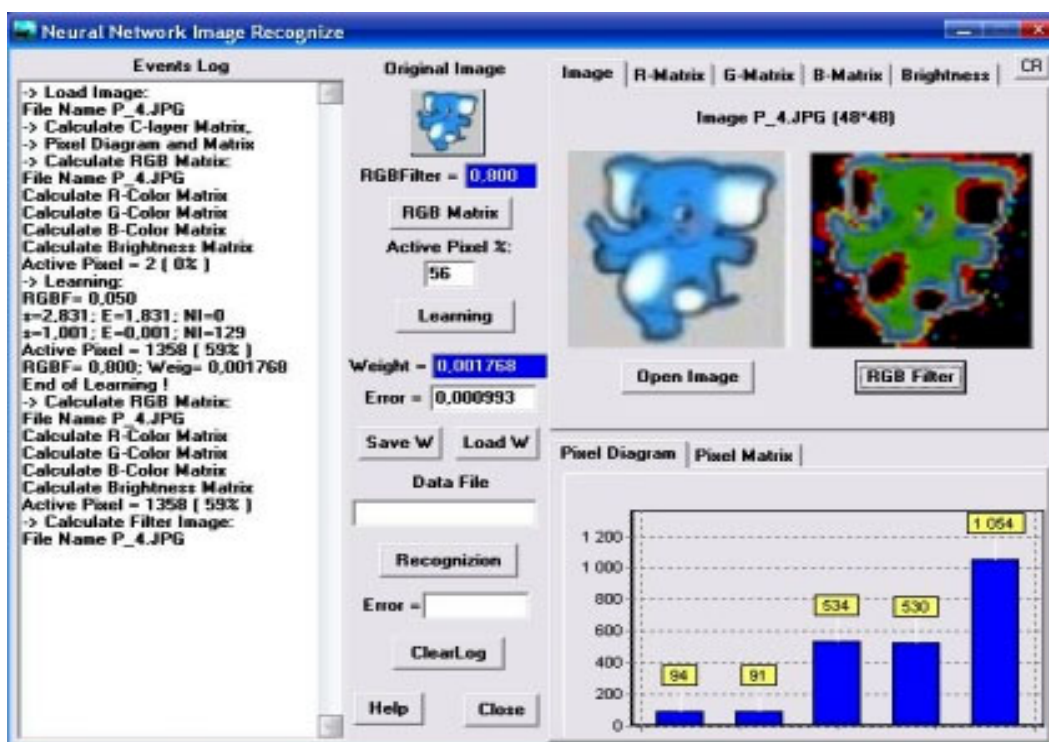 Neural Network Image Recognize
Events Log
-> Load Image:
File Name P_4.JPG
-> Calculate C-layer Matrix,
-> Pixel Diagram and Matrix
-> Calculate RGB Matrix:
File Name P_4.JPG
Calculate R-Color Matrix
Calculate G-Color Matrix
Calculate B-Color Matrix
Calculate Brightness Matrix
Active Pixel = 2 ( 0% )
-> Learning:
RGBF= 0,050
s=2,831; E=1,831; NI=0
s=1,001; E=0,001; NI=129
Active Pixel = 1358 ( 59% )
RGBF= 0,800; Weig= 0,001768
End of Learning !
-> Calculate RGB Matrix:
File Name P_4.JPG
Calculate R-Color Matrix
Calculate G-Color Matrix
Calculate B-Color Matrix
Calculate Brightness Matrix
Active Pixel = 1358 ( 59% )
-> Calculate Filter Image:
File Name P_4.JPG
Original Image
RGBFilter = 0,800
RGB Matrix
Active Pixel %:
56
Learning
Weight = 0,001768
Error = 0,000993
Save W Load W
Data File
Recognizion
Error =
ClearLog
Help Close
Image R-Matrix G-Matrix B-Matrix Brightness CR
Image P_4.JPG (48*48)
Open Image RGB Filter
Pixel Diagram Pixel Matrix
1 200
1 000
800
600
400
200
0
94 91 534 530 1 054